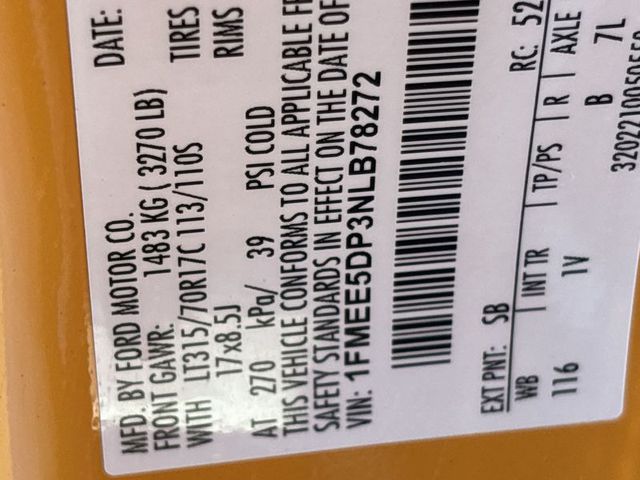 MFD. BY FORD MOTOR CO.
DATE:
FRONT GAWR: 1483 KG ( 3270 LB)
WITH LT315/70R17C 113/110S TIRES
17x8.5J RIMS
AT 270 kPa/ 39 PSI COLD
THIS VEHICLE CONFORMS TO ALL APPLICABLE
SAFETY STANDARDS IN EFFECT ON THE DATE OF
VIN: 1FMEE5DP3NLB78272
EXT PNT: SB RC: 52
WB | INT TR | TP/PS | R | AXLE
116 1V B 7L